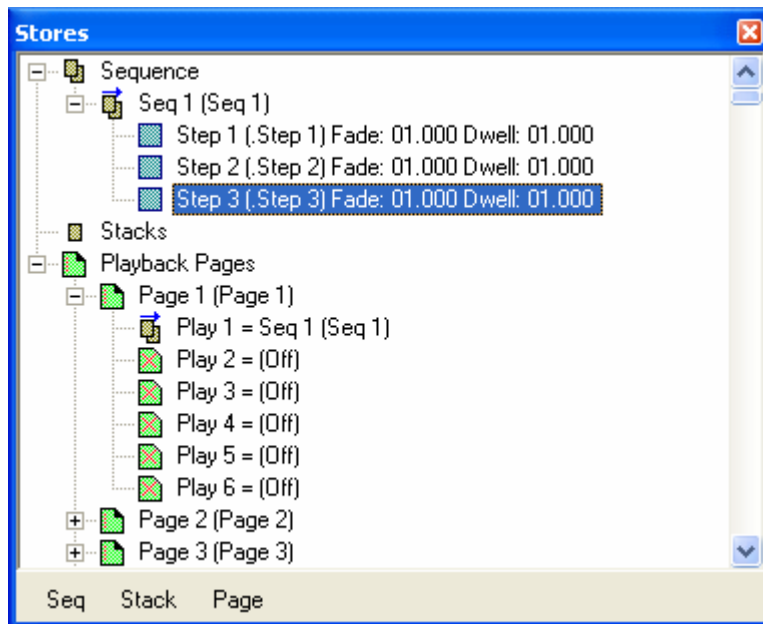 Stores
Sequence
Seq 1 (Seq 1)
Step 1 (.Step 1) Fade: 01.000 Dwell: 01.000
Step 2 (.Step 2) Fade: 01.000 Dwell: 01.000
Step 3 (.Step 3) Fade: 01.000 Dwell: 01.000
Stacks
Playback Pages
Page 1 (Page 1)
Play 1 = Seq 1 (Seq 1)
Play 2 = (Off)
Play 3 = (Off)
Play 4 = (Off)
Play 5 = (Off)
Play 6 = (Off)
Page 2 (Page 2)
Page 3 (Page 3)
Seq Stack Page